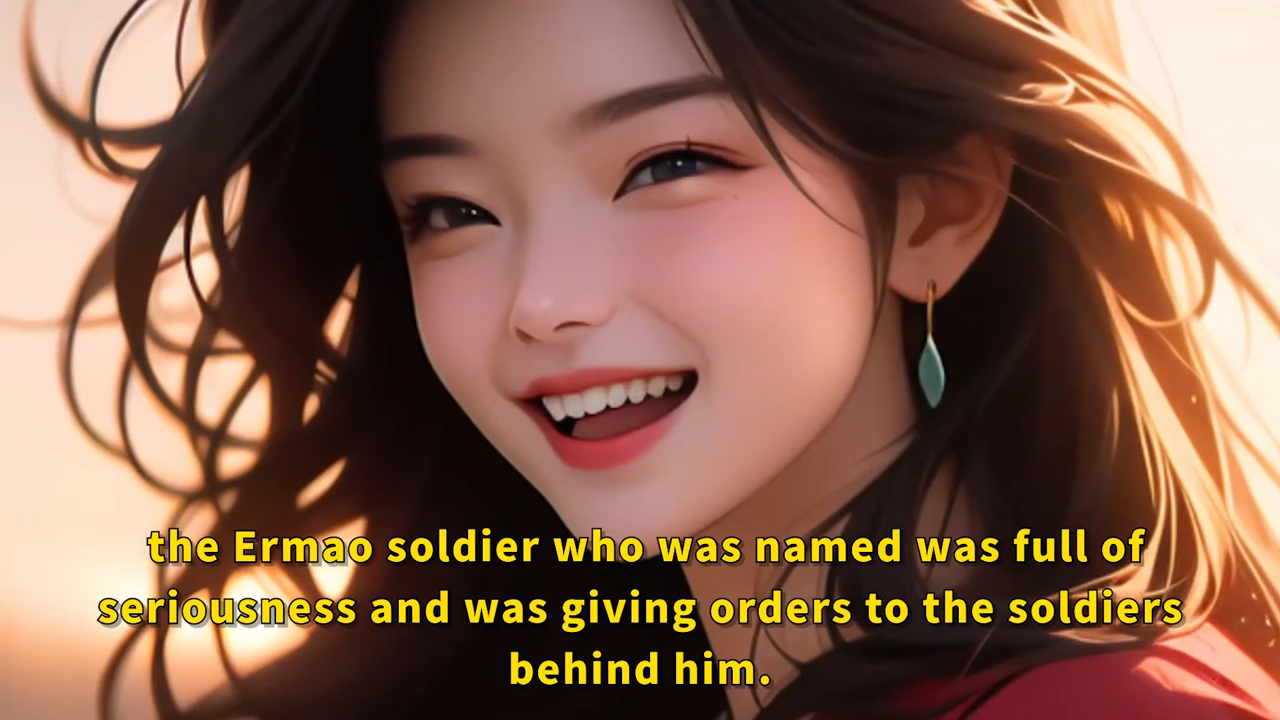 the Ermao soldier who was named was full of
seriousness and was giving orders to the soldiers
behind him.